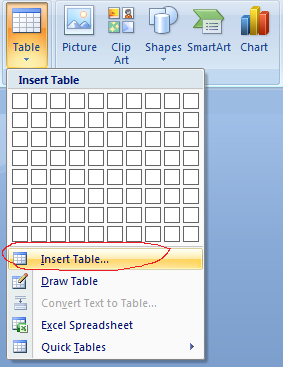 Table
Picture
Clip
Art
Shapes
SmartArt
Chart
Insert Table
Insert Table...
Draw Table
Convert Text to Table...
Excel Spreadsheet
Quick Tables